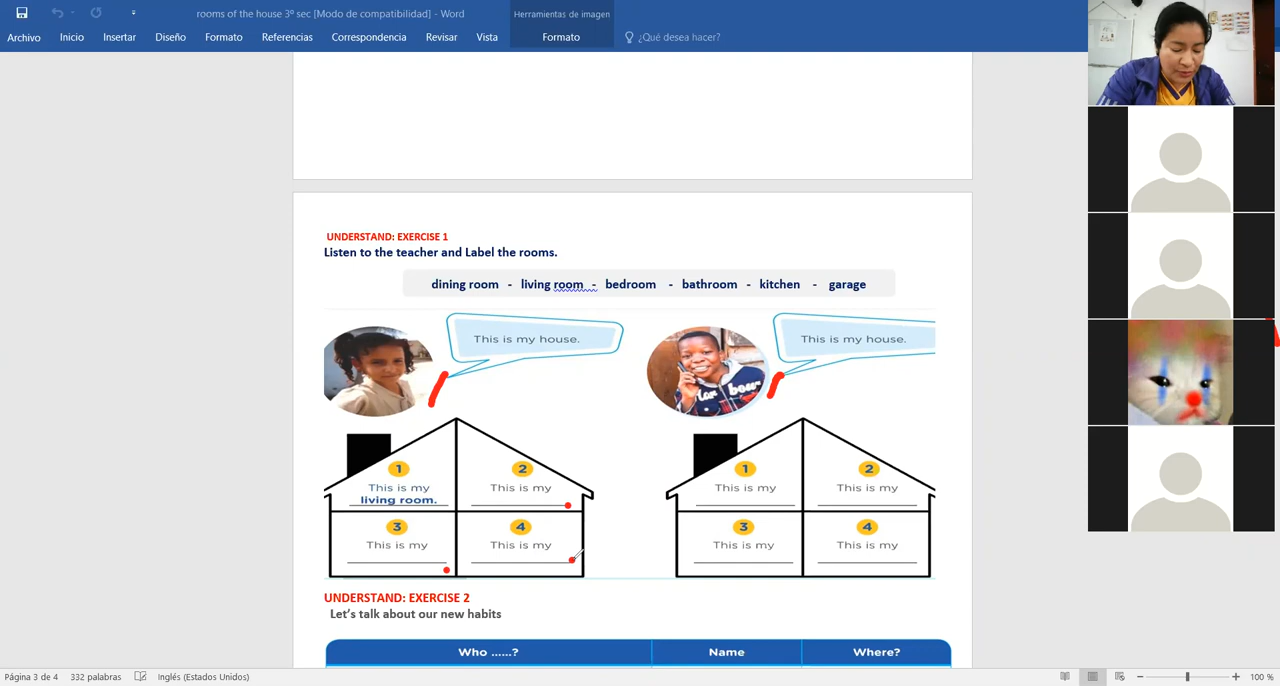 rooms of the house 3º sec [Modo de compatibilidad] - Word
Herramientas de imagen
Archivo Inicio Insertar Diseño Formato Referencias Correspondencia Revisar Vista Formato ¿Qué desea hacer?
UNDERSTAND: EXERCISE 1
Listen to the teacher and Label the rooms.
dining room - living room - bedroom - bathroom - kitchen - garage
This is my house.
This is my house.
1
This is my
living room.
2
This is my
3
This is my
4
This is my
1
This is my
2
This is my
3
This is my
4
This is my
UNDERSTAND: EXERCISE 2
Let's talk about our new habits
Who ......? Name Where?
Página 3 de 4 332 palabras Inglés (Estados Unidos) 100 %